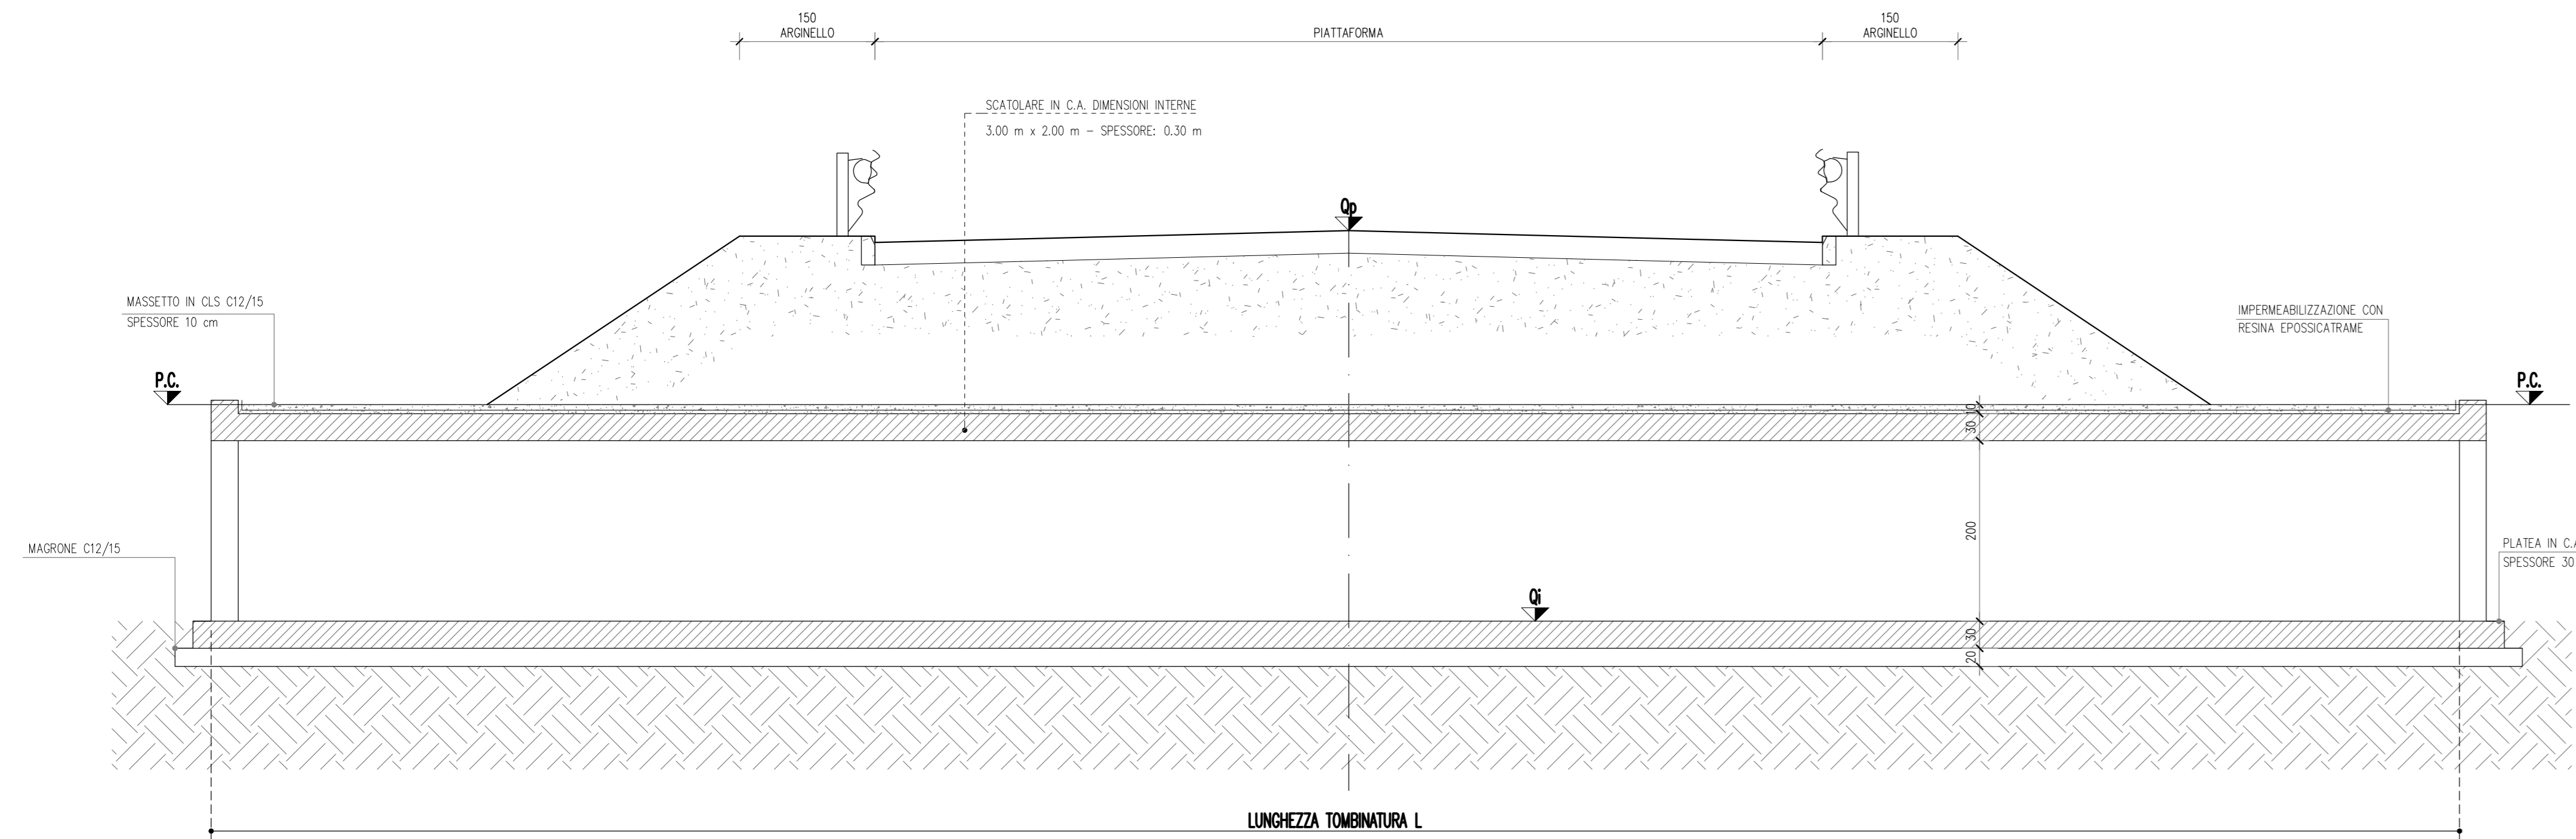 150
ARGINELLO
PIATTAFORMA
150
ARGINELLO
SCATOLARE IN C.A. DIMENSIONI INTERNE
3.00 m x 2.00 m - SPESSORE: 0.30 m
Qp
MASSETTO IN CLS C12/15
SPESSORE 10 cm
IMPERMEABILIZZAZIONE CON
RESINA EPOSSICATRAME
P.C.
P.C.
10
30
200
MAGRONE C12/15
PLATEA IN C.A
SPESSORE 30
Qi
30
20
LUNGHEZZA TOMBINATURA L